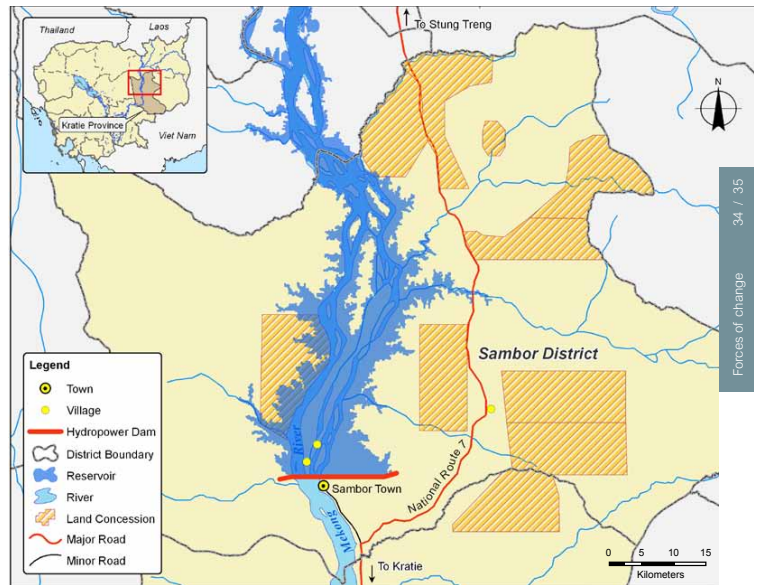 Thailand
Laos
Kratie Province
Viet Nam
To Stung Treng
N
34 / 35
Forces of change
Sambor District
National Route 7
River
Sambor Town
Mekong
To Kratie
Legend
Town
Village
Hydropower Dam
District Boundary
Reservoir
River
Land Concession
Major Road
Minor Road
0 5 10 15
Kilometers